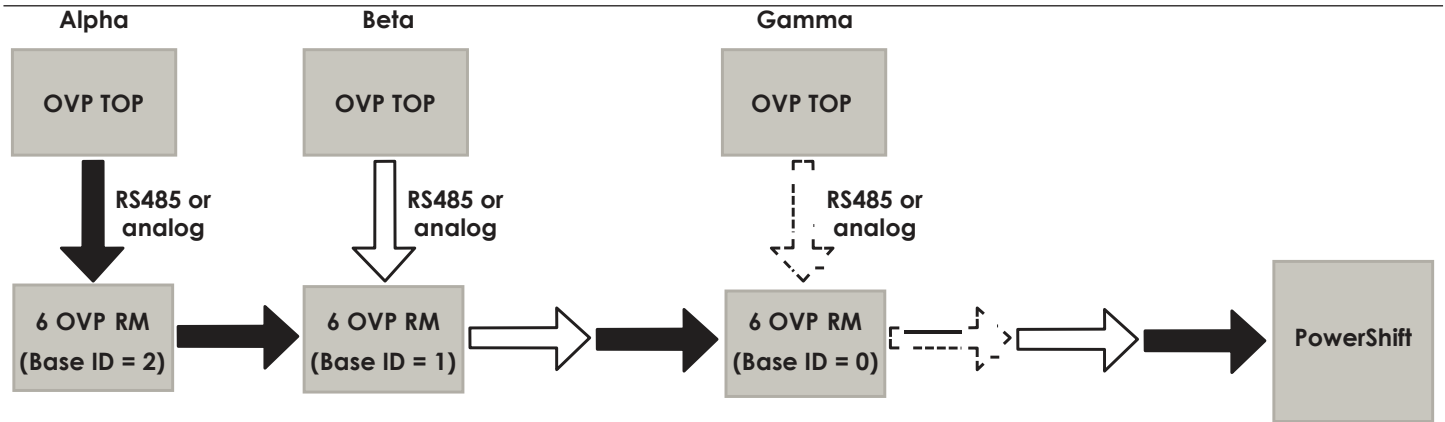 Alpha
Beta
Gamma
OVP TOP
OVP TOP
OVP TOP
RS485 or
analog
RS485 or
analog
RS485 or
analog
6 OVP RM
(Base ID = 2)
6 OVP RM
(Base ID = 1)
6 OVP RM
(Base ID = 0)
PowerShift